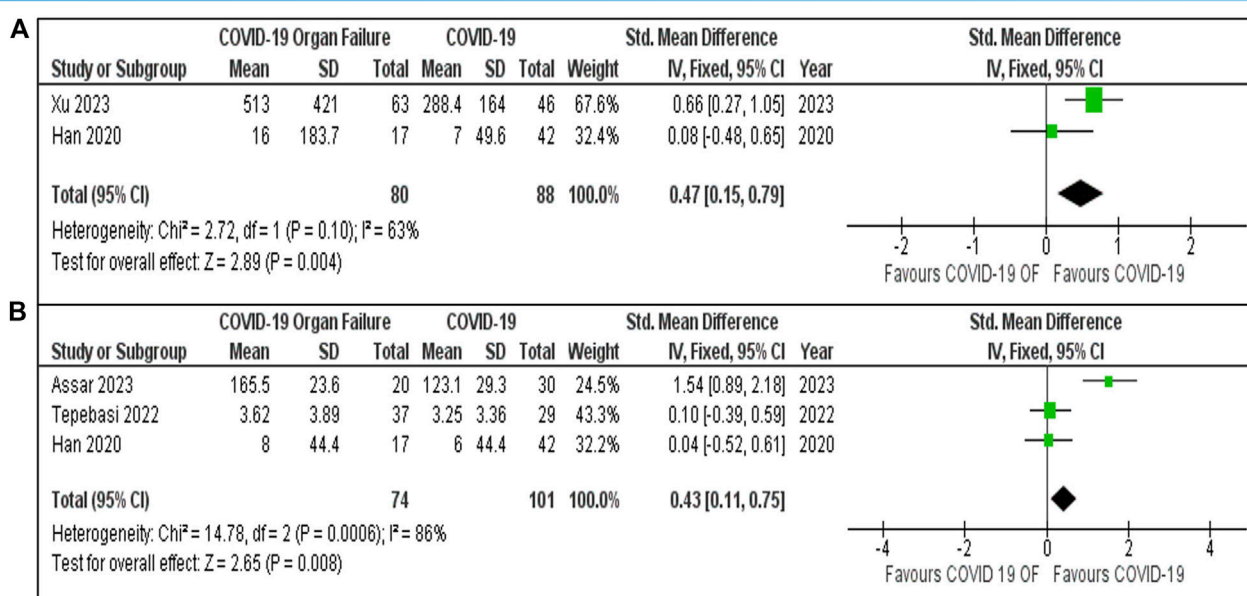 A
COVID-19 Organ Failure COVID-19 Std. Mean Difference Std. Mean Difference
Study or Subgroup Mean SD Total Mean SD Total Weight IV, Fixed, 95% CI Year IV, Fixed, 95% CI
Xu 2023 513 421 63 288.4 164 46 67.6% 0.66 [0.27, 1.05] 2023
Han 2020 16 183.7 17 7 49.6 42 32.4% 0.08 [-0.48, 0.65] 2020
Total (95% CI) 80 88 100.0% 0.47 [0.15, 0.79]
Heterogeneity: Chi² = 2.72, df = 1 (P = 0.10); I² = 63%
Test for overall effect: Z = 2.89 (P = 0.004)
-2 -1 0 1 2
Favours COVID-19 OF Favours COVID-19
B
COVID-19 Organ Failure COVID-19 Std. Mean Difference Std. Mean Difference
Study or Subgroup Mean SD Total Mean SD Total Weight IV, Fixed, 95% CI Year IV, Fixed, 95% CI
Assar 2023 165.5 23.6 20 123.1 29.3 30 24.5% 1.54 [0.89, 2.18] 2023
Tepebasi 2022 3.62 3.89 37 3.25 3.36 29 43.3% 0.10 [-0.39, 0.59] 2022
Han 2020 8 44.4 17 6 44.4 42 32.2% 0.04 [-0.52, 0.61] 2020
Total (95% CI) 74 101 100.0% 0.43 [0.11, 0.75]
Heterogeneity: Chi² = 14.78, df = 2 (P = 0.0006); I² = 86%
Test for overall effect: Z = 2.65 (P = 0.008)
-4 -2 0 2 4
Favours COVID 19 OF Favours COVID-19